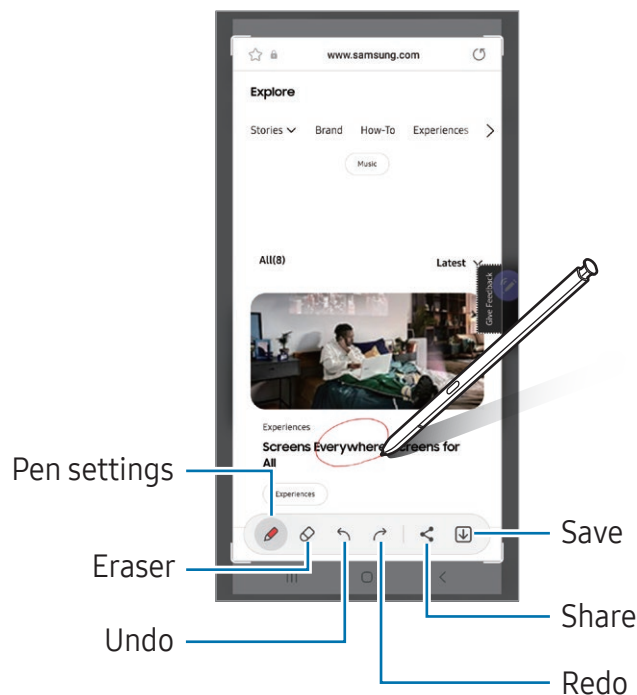 www.samsung.com
Explore
Stories Brand How-To Experiences
Music
All(8) Latest
Give Feedback
Experiences
Screens Everywhere, Screens for
All
Experiences
Pen settings
Eraser
Undo
Save
Share
Redo